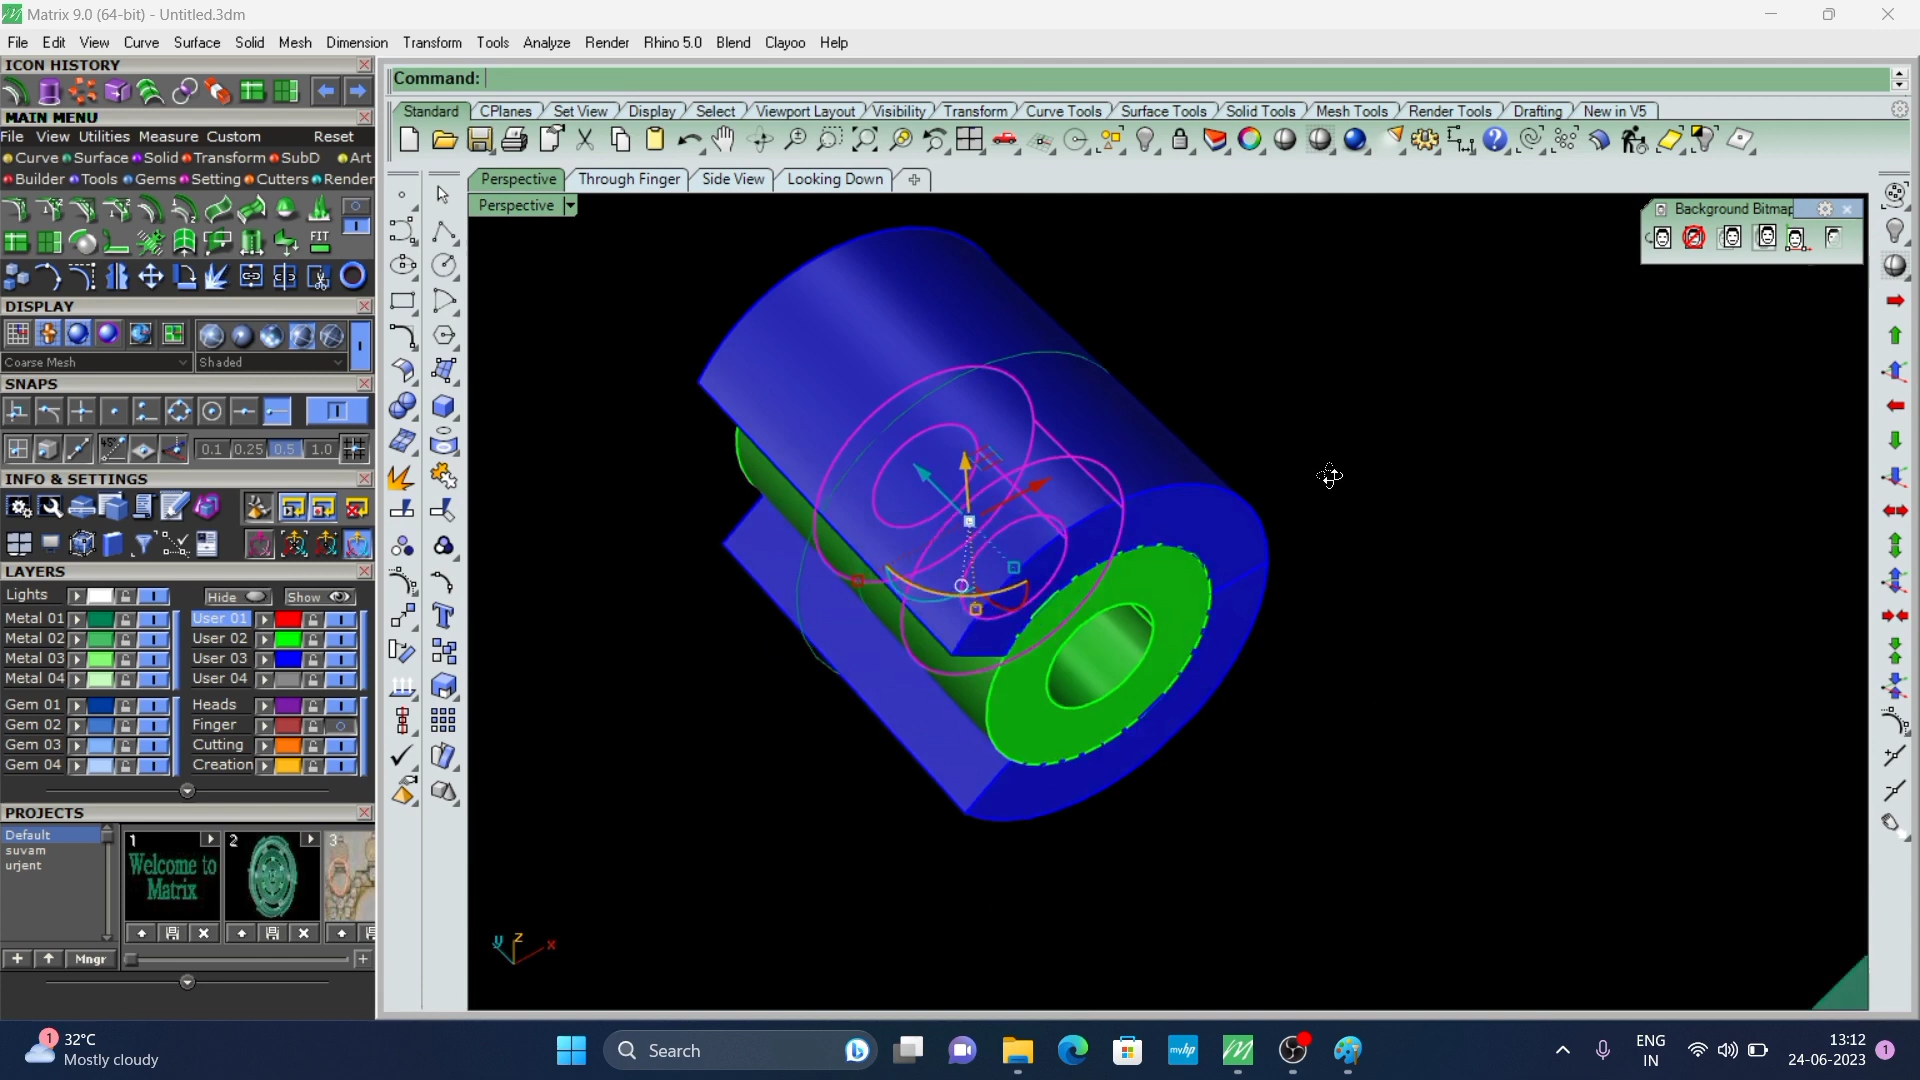 Matrix 9.0 (64-bit) - Untitled.3dm
File Edit View Curve Surface Solid Mesh Dimension Transform Tools Analyze Render Rhino 5.0 Blend Clayoo Help
ICON HISTORY
Command:
Standard CPlanes Set View Display Select Viewport Layout Visibility Transform Curve Tools Surface Tools Solid Tools Mesh Tools Render Tools Drafting New in V5
MAIN MENU
File View Utilities Measure Custom Reset
Curve Surface Solid Transform SubD Art
Builder Tools Gems Setting Cutters Render
Perspective Through Finger Side View Looking Down
Perspective
Background Bitmap
FIT
DISPLAY
Coarse Mesh Shaded
SNAPS
0.1 0.25 0.5 1.0
INFO & SETTINGS
LAYERS
Lights Hide Show
Metal 01 User 01
Metal 02 User 02
Metal 03 User 03
Metal 04 User 04
Gem 01 Heads
Gem 02 Finger
Gem 03 Cutting
Gem 04 Creation
PROJECTS
Default
suvam
urjent
1
Welcome to
Matrix
2
3
Mngr
y z x
1
32°C
Mostly cloudy
Search
myhp
ENG
IN
13:12
24-06-2023
1